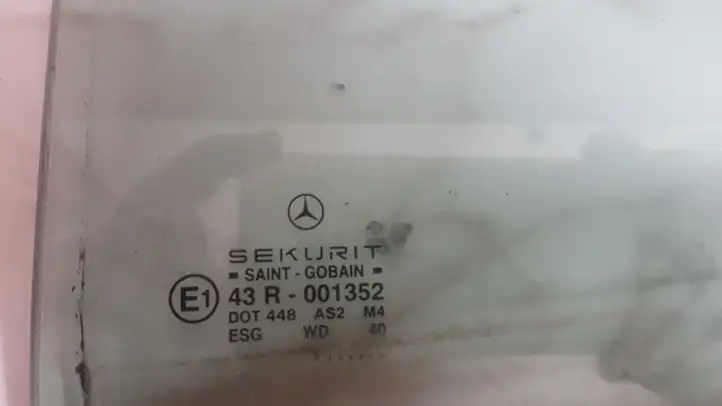 SEKURIT
SAINT - GOBAIN
E1 43 R - 001352
DOT 448 AS2 M4
ESG WD 40